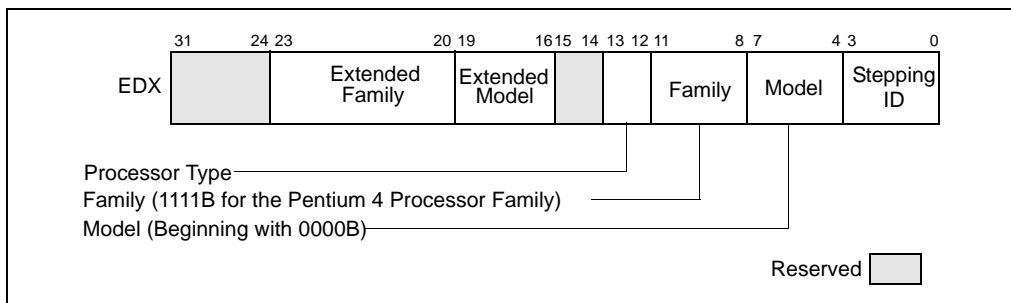 31 24 23 20 19 16 15 14 13 12 11 8 7 4 3 0
EDX
Extended Family
Extended Model
Family
Model
Stepping ID
Processor Type
Family (1111B for the Pentium 4 Processor Family)
Model (Beginning with 0000B)
Reserved